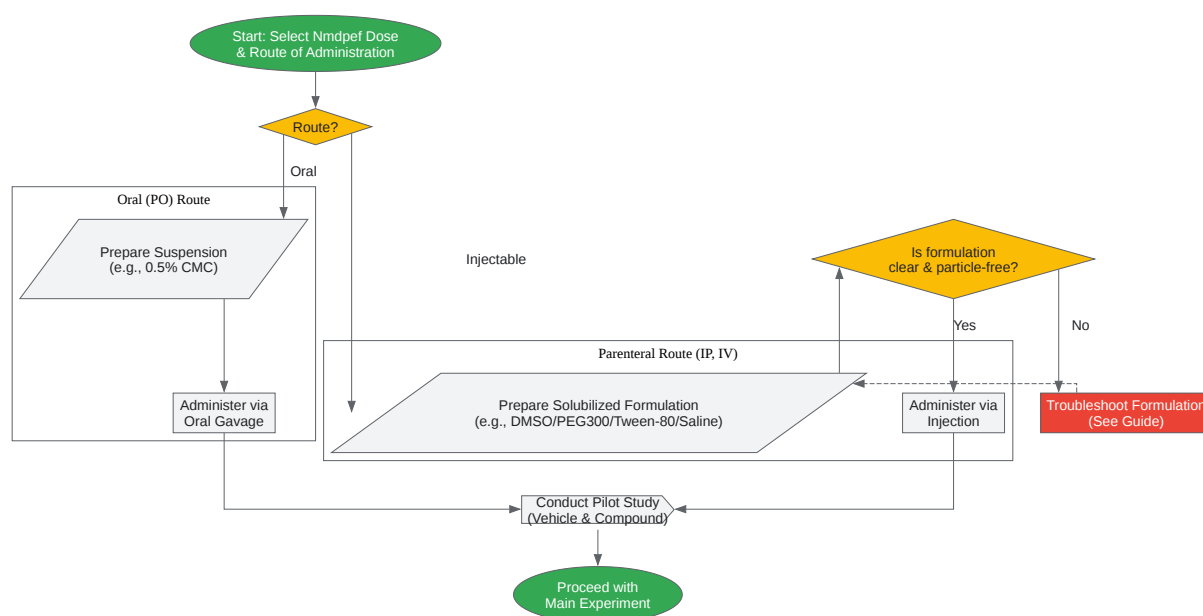 Start: Select Nmdpef Dose
& Route of Administration
Route?
Oral
Oral (PO) Route
Prepare Suspension
(e.g., 0.5% CMC)
Injectable
Is formulation
clear & particle-free?
Yes
No
Parenteral Route (IP, IV)
Administer via
Oral Gavage
Prepare Solubilized Formulation
(e.g., DMSO/PEG300/Tween-80/Saline)
Administer via
Injection
Troubleshoot Formulation
(See Guide)
Conduct Pilot Study
(Vehicle & Compound)
Proceed with
Main Experiment